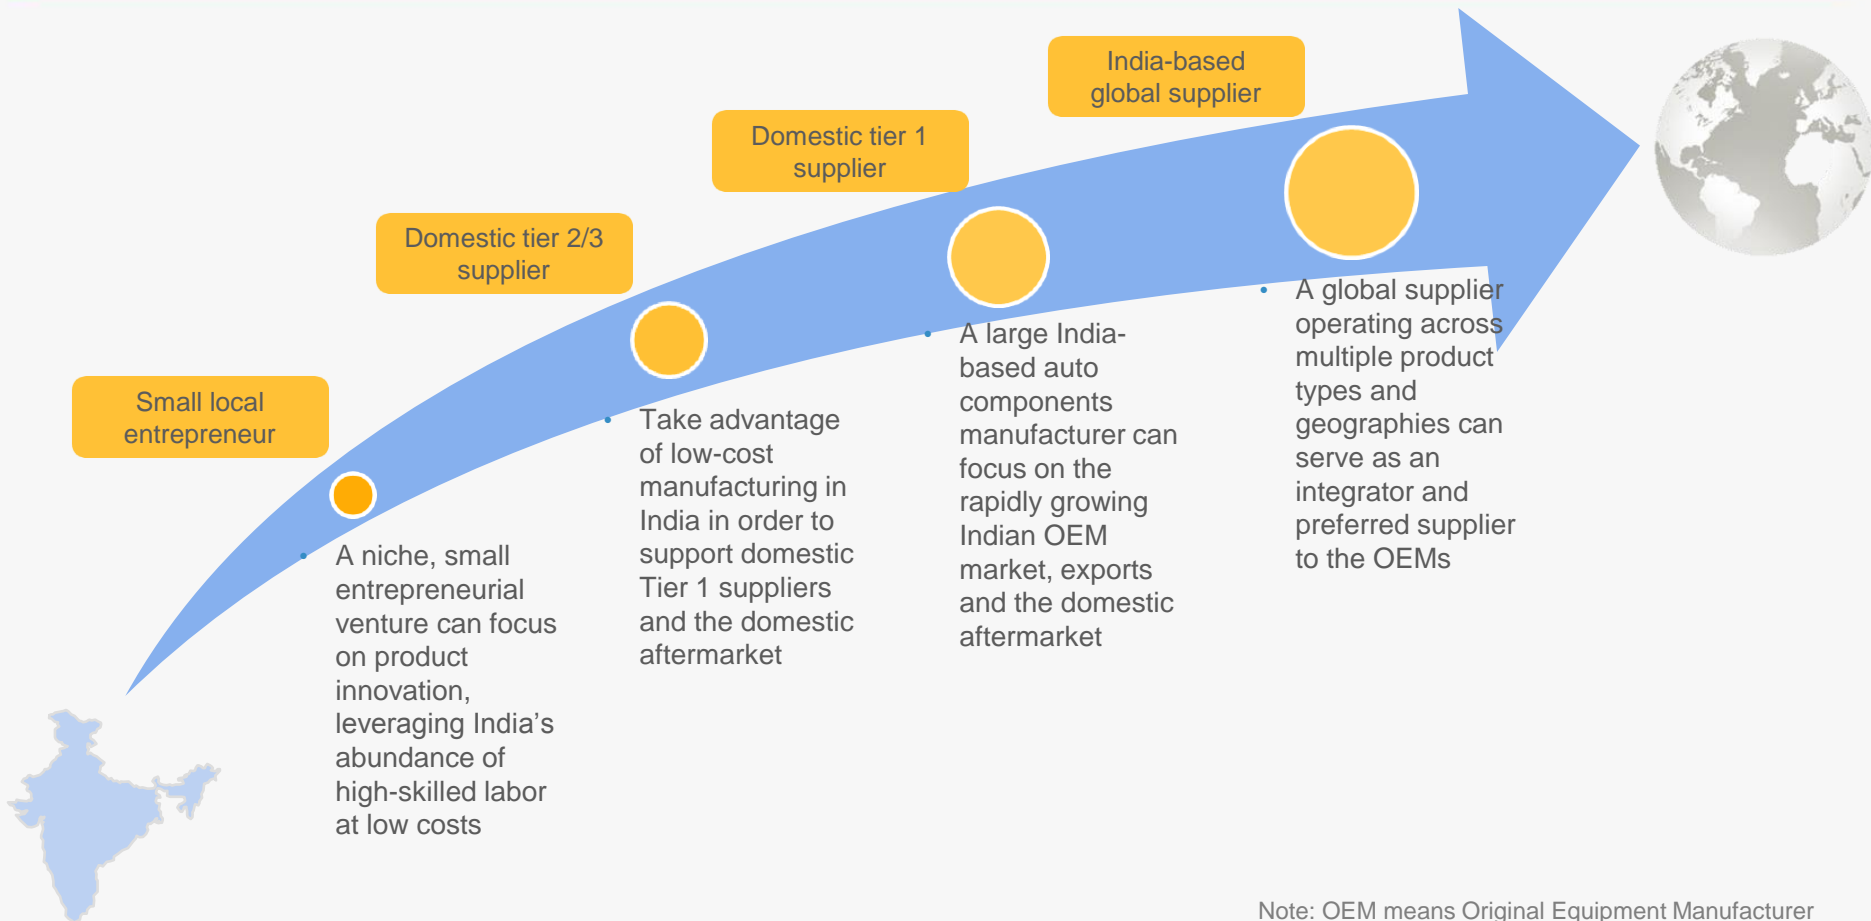 Small local
entrepreneur
• A niche, small
entrepreneurial
venture can focus
on product
innovation,
leveraging India’s
abundance of
high-skilled labor
at low costs
Domestic tier 2/3
supplier
• Take advantage
of low-cost
manufacturing in
India in order to
support domestic
Tier 1 suppliers
and the domestic
aftermarket
Domestic tier 1
supplier
• A large India-
based auto
components
manufacturer can
focus on the
rapidly growing
Indian OEM
market, exports
and the domestic
aftermarket
India-based
global supplier
• A global supplier
operating across
multiple product
types and
geographies can
serve as an
integrator and
preferred supplier
to the OEMs
Note: OEM means Original Equipment Manufacturer